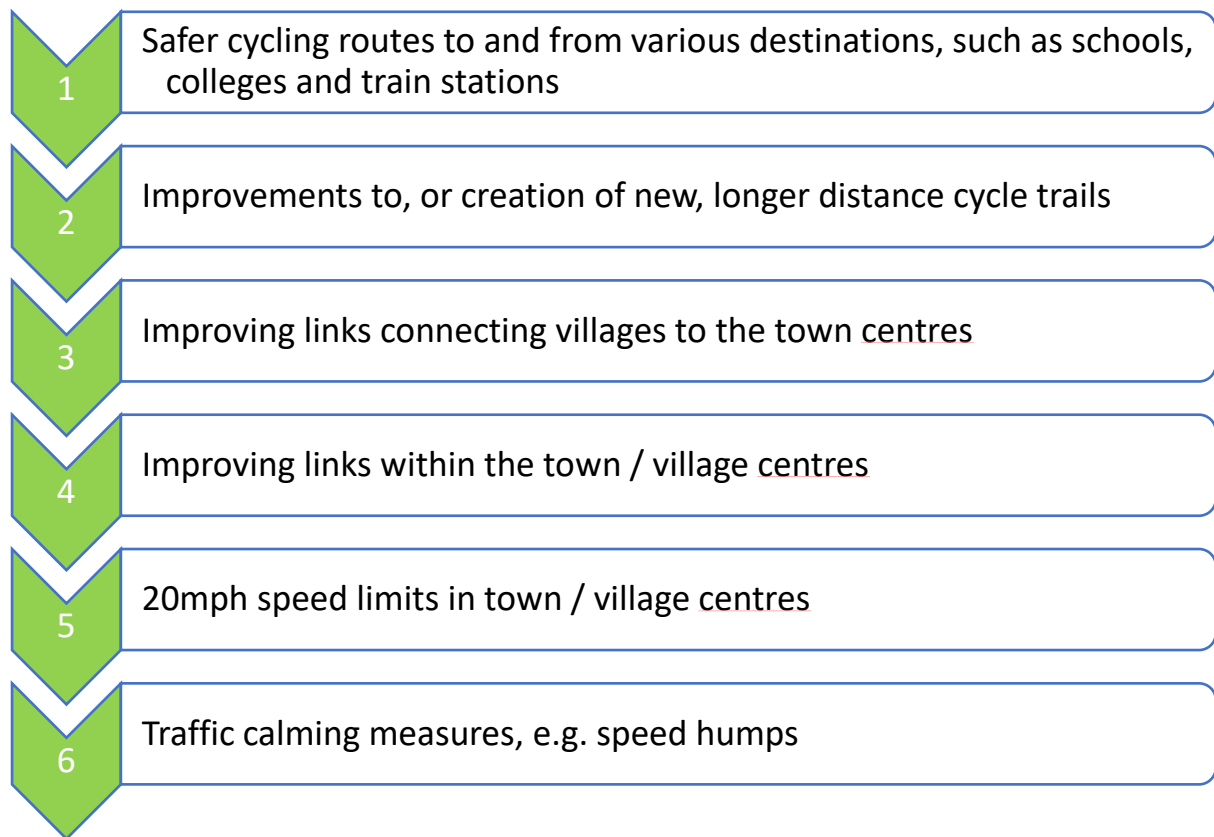 1
Safer cycling routes to and from various destinations, such as schools,
colleges and train stations
2
Improvements to, or creation of new, longer distance cycle trails
3
Improving links connecting villages to the town centres
4
Improving links within the town / village centres
5
20mph speed limits in town / village centres
6
Traffic calming measures, e.g. speed humps